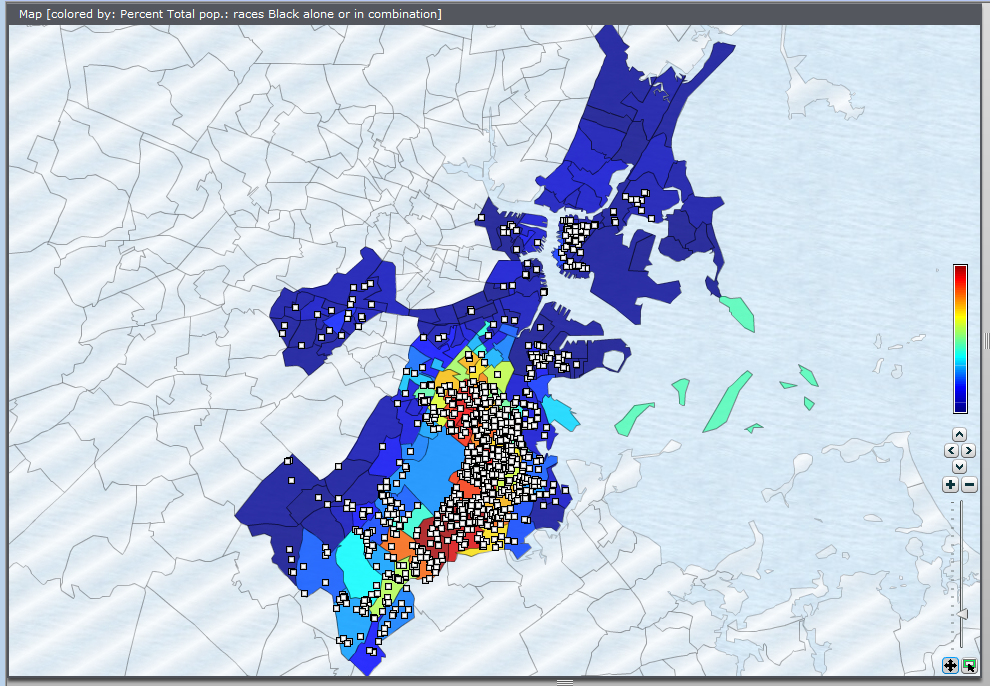 Map [colored by: Percent Total pop.: races Black alone or in combination]